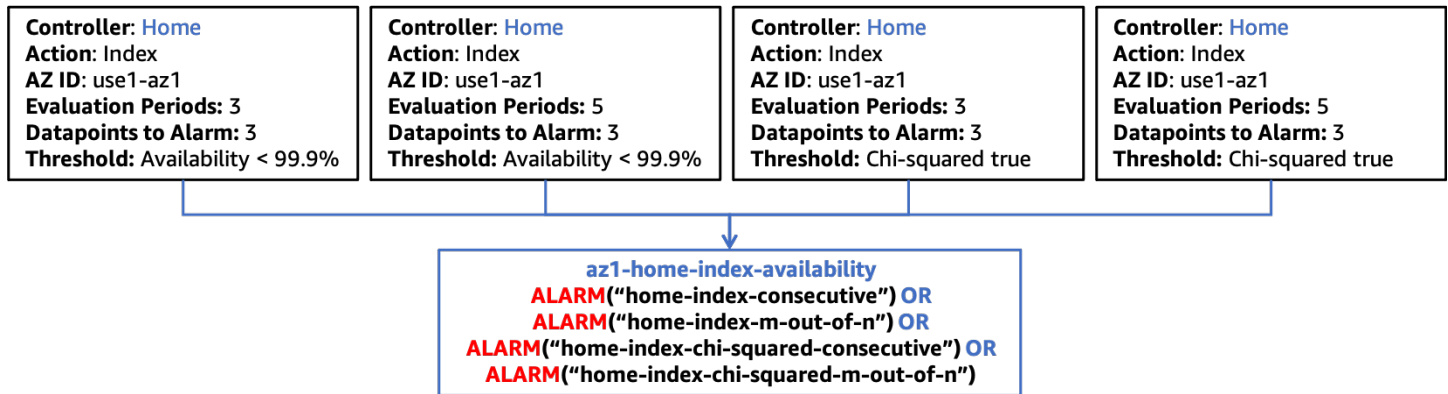 Controller: Home
Action: Index
AZ ID: use1-az1
Evaluation Periods: 3
Datapoints to Alarm: 3
Threshold: Availability < 99.9%
Controller: Home
Action: Index
AZ ID: use1-az1
Evaluation Periods: 5
Datapoints to Alarm: 3
Threshold: Availability < 99.9%
Controller: Home
Action: Index
AZ ID: use1-az1
Evaluation Periods: 3
Datapoints to Alarm: 3
Threshold: Chi-squared true
Controller: Home
Action: Index
AZ ID: use1-az1
Evaluation Periods: 5
Datapoints to Alarm: 3
Threshold: Chi-squared true
az1-home-index-availability
ALARM(“home-index-consecutive”) OR
ALARM(“home-index-m-out-of-n”) OR
ALARM(“home-index-chi-squared-consecutive”) OR
ALARM(“home-index-chi-squared-m-out-of-n”)